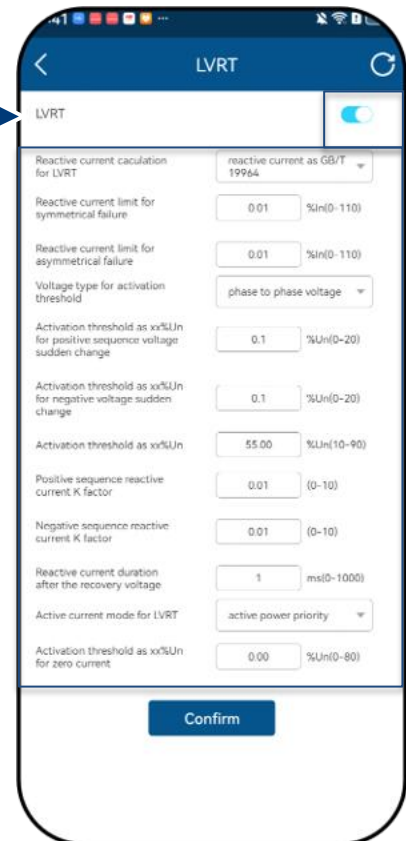 :41 ...
LVRT
LVRT
Reactive current caculation
for LVRT
reactive current as GB/T
19964
Reactive current limit for
symmetrical failure
0.01 %In(0-110)
Reactive current limit for
asymmetrical failure
0.01 %In(0-110)
Voltage type for activation
threshold
phase to phase voltage
Activation threshold as xx%Un
for positive sequence voltage
sudden change
0.1 %Un(0-20)
Activation threshold as xx%Un
for negative voltage sudden
change
0.1 %Un(0-20)
Activation threshold as xx%Un 55.00 %Un(10-90)
Positive sequence reactive
current K factor
0.01 (0-10)
Negative sequence reactive
current K factor
0.01 (0-10)
Reactive current duration
after the recovery voltage
1 ms(0-1000)
Active current mode for LVRT active power priority
Activation threshold as xx%Un
for zero current
0.00 %Un(0-80)
Confirm